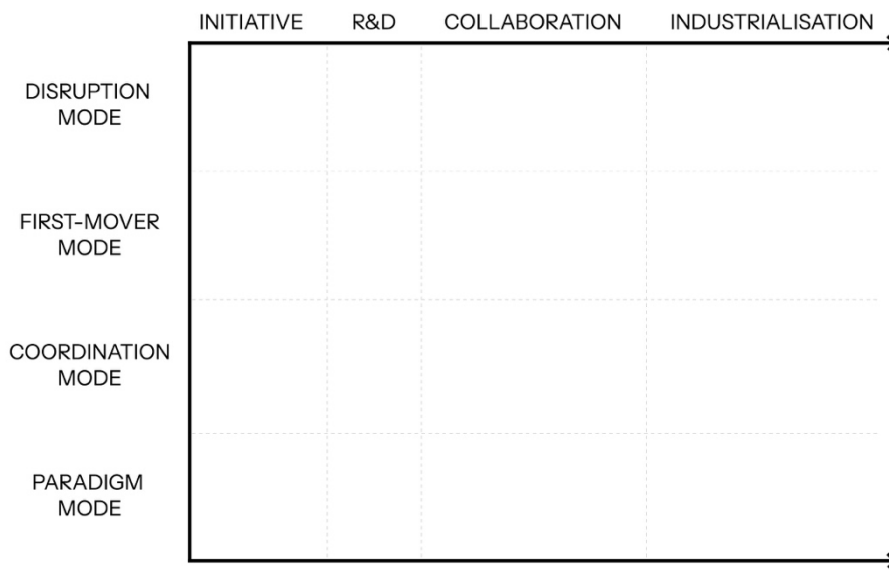 INITIATIVE R&D COLLABORATION INDUSTRIALISATION
DISRUPTION
MODE
FIRST-MOVER
MODE
COORDINATION
MODE
PARADIGM
MODE